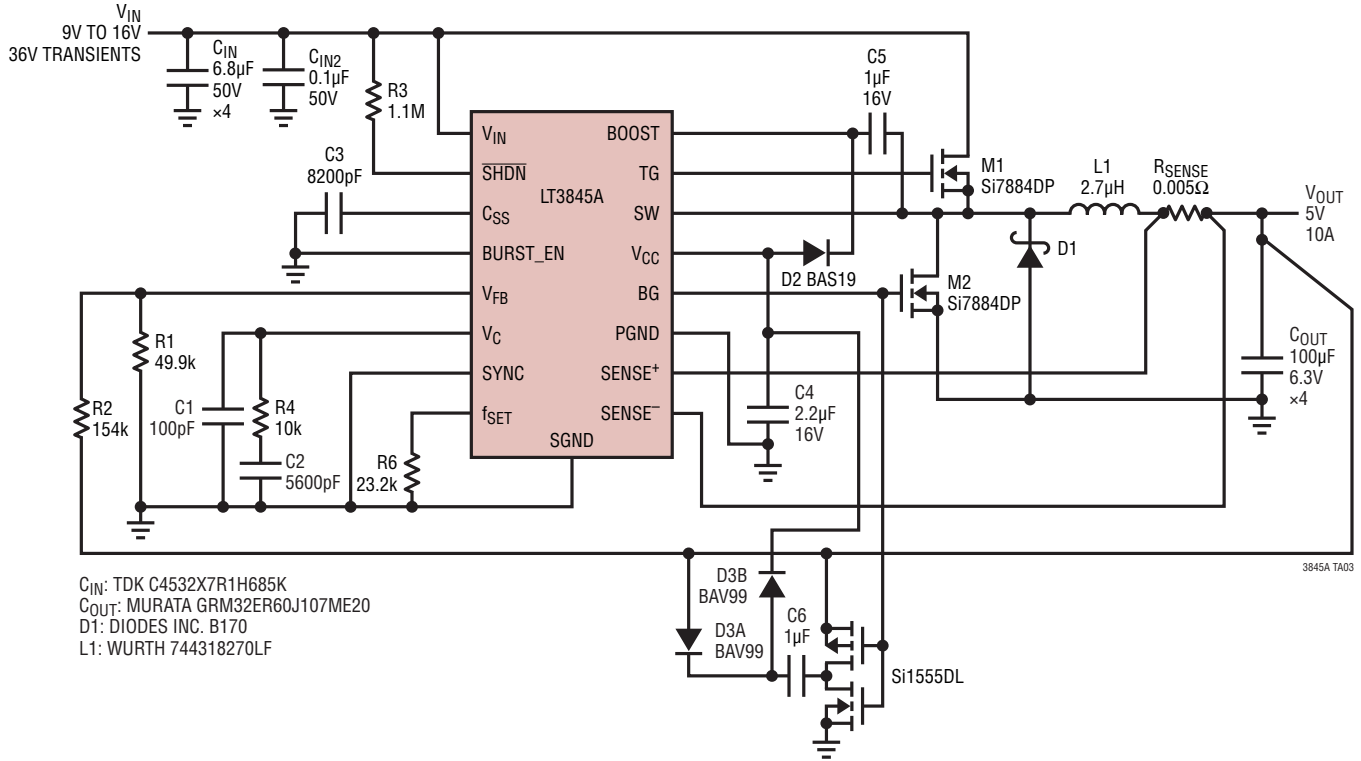 VIN
9V TO 16V
36V TRANSIENTS
CIN
6.8µF
50V
×4
CIN2
0.1µF
50V
R3
1.1M
C5
1µF
16V
C3
8200pF
LT3845A
VIN
SHDN
CSS
BURST_EN
VFB
VC
SYNC
fSET
SGND
BOOST
TG
SW
VCC
BG
PGND
SENSE+
SENSE–
M1
Si7884DP
L1
2.7µH
RSENSE
0.005Ω
VOUT
5V
10A
D2 BAS19
D1
M2
Si7884DP
R1
49.9k
R2
154k
C1
100pF
R4
10k
C2
5600pF
R6
23.2k
C4
2.2µF
16V
COUT
100µF
6.3V
×4
3845A TA03
D3B
BAV99
D3A
BAV99
C6
1µF
Si1555DL
CIN: TDK C4532X7R1H685K
COUT: MURATA GRM32ER60J107ME20
D1: DIODES INC. B170
L1: WURTH 744318270LF